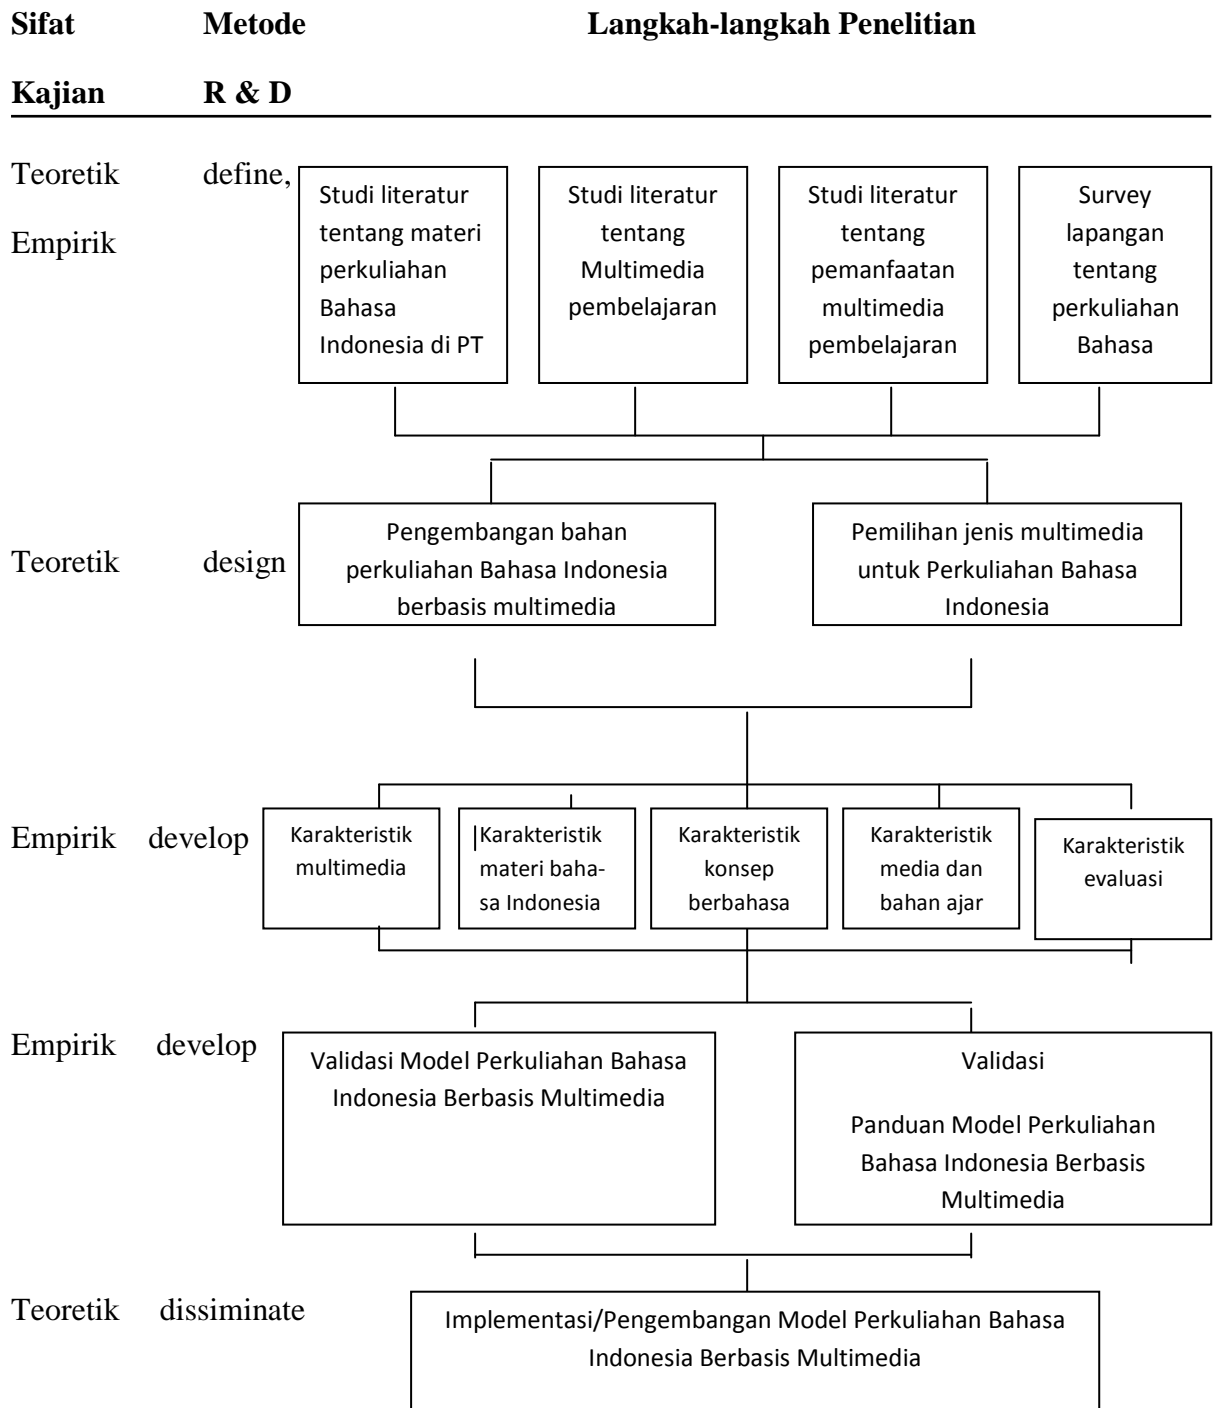 Sifat Metode Langkah-langkah Penelitian
Kajian R & D
Teoretik define,
Empirik
Studi literatur
tentang materi
perkuliahan
Bahasa
Indonesia di PT
Studi literatur
tentang
Multimedia
pembelajaran
Studi literatur
tentang
pemanfaatan
multimedia
pembelajaran
Survey
lapangan
tentang
perkuliahan
Bahasa
Teoretik design
Pengembangan bahan
perkuliahan Bahasa Indonesia
berbasis multimedia
Pemilihan jenis multimedia
untuk Perkuliahan Bahasa
Indonesia
Empirik develop
Karakteristik
multimedia
Karakteristik
materi baha-
sa Indonesia
Karakteristik
konsep
berbahasa
Karakteristik
media dan
bahan ajar
Karakteristik
evaluasi
Empirik develop
Validasi Model Perkuliahan Bahasa
Indonesia Berbasis Multimedia
Validasi
Panduan Model Perkuliahan
Bahasa Indonesia Berbasis
Multimedia
Teoretik dissiminate
Implementasi/Pengembangan Model Perkuliahan Bahasa
Indonesia Berbasis Multimedia